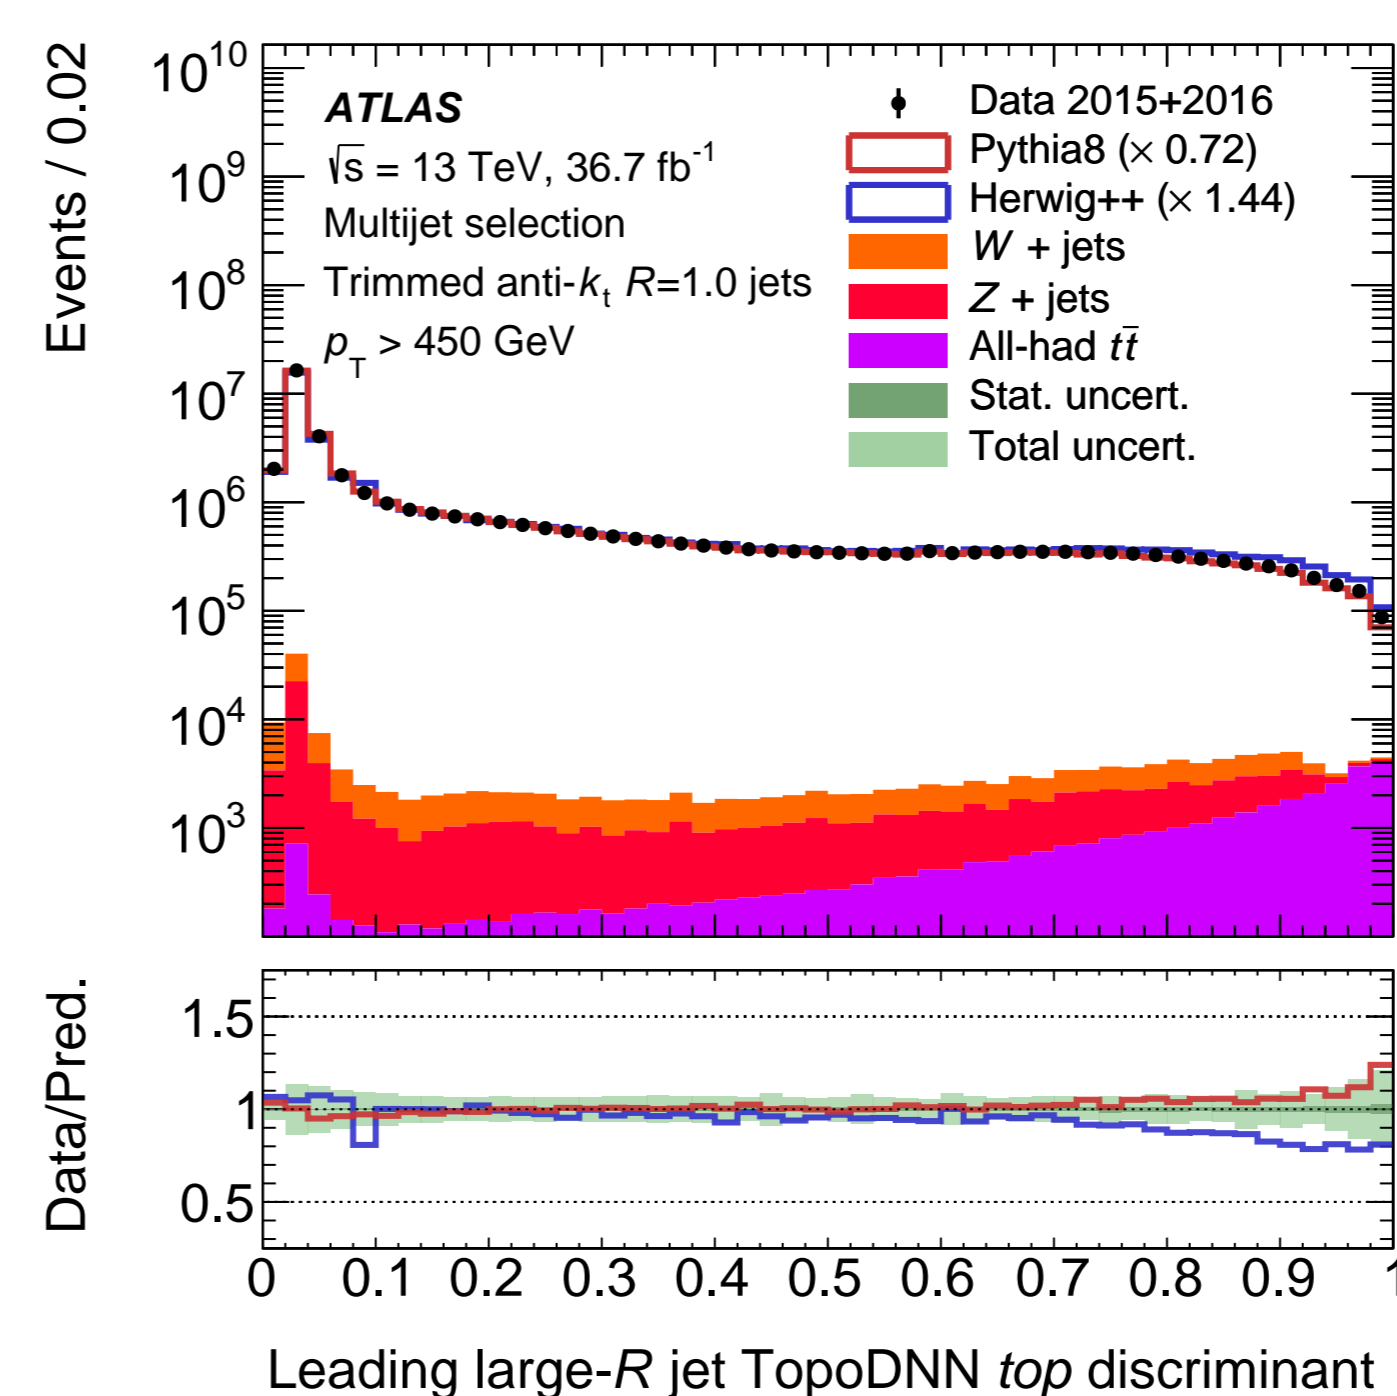 Events / 0.02
10^10
10^9
10^8
10^7
10^6
10^5
10^4
10^3
ATLAS
√s = 13 TeV, 36.7 fb^-1
Multijet selection
Trimmed anti-k_t R=1.0 jets
p_T > 450 GeV
Data 2015+2016
Pythia8 (× 0.72)
Herwig++ (× 1.44)
W + jets
Z + jets
All-had tt̄
Stat. uncert.
Total uncert.
Data/Pred.
1.5
1
0.5
0 0.1 0.2 0.3 0.4 0.5 0.6 0.7 0.8 0.9 1
Leading large-R jet TopoDNN top discriminant